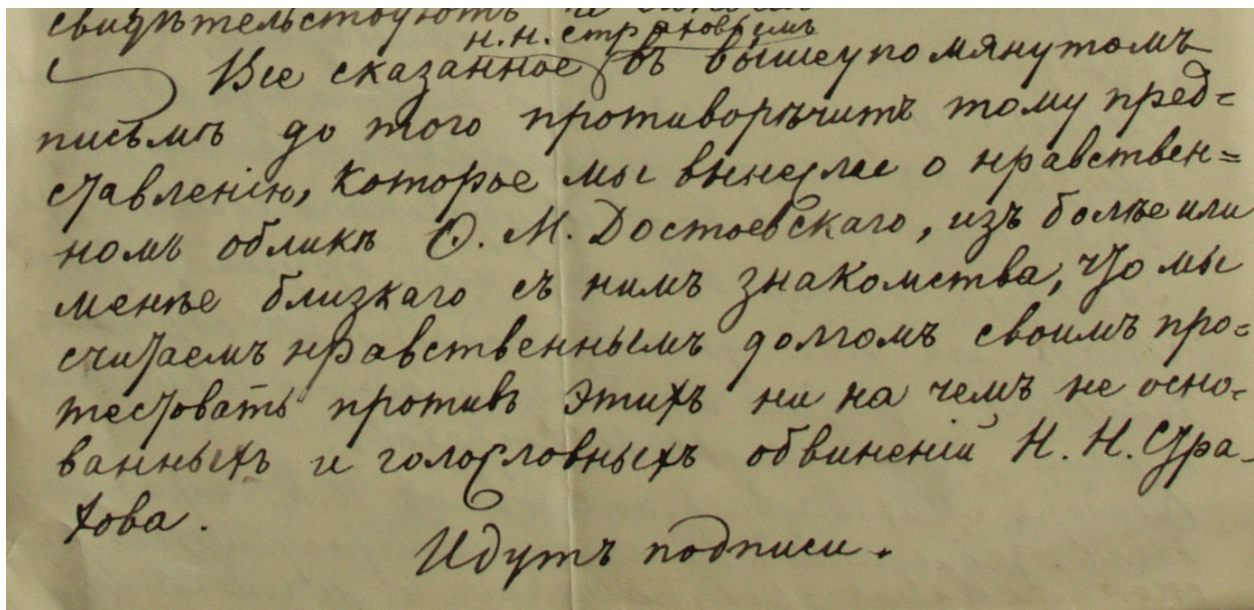 свидѣтельствуютъ и
н.н. Страховымъ
Все сказанное въ вышеупомянутомъ
письмѣ до того противорѣчитъ тому пред=
ставленію, которое мы вынесли о нравствен=
номъ обликѣ Ѳ. М. Достоевскаго, изъ болѣе или
менѣе близкаго съ нимъ знакомства, что мы
считаемъ нравственнымъ долгомъ своимъ про=
тестовать противъ этихъ ни на чемъ не осно=
ванныхъ и голословныхъ обвиненій Н. Н. Стра-
хова.
Идутъ подписи.